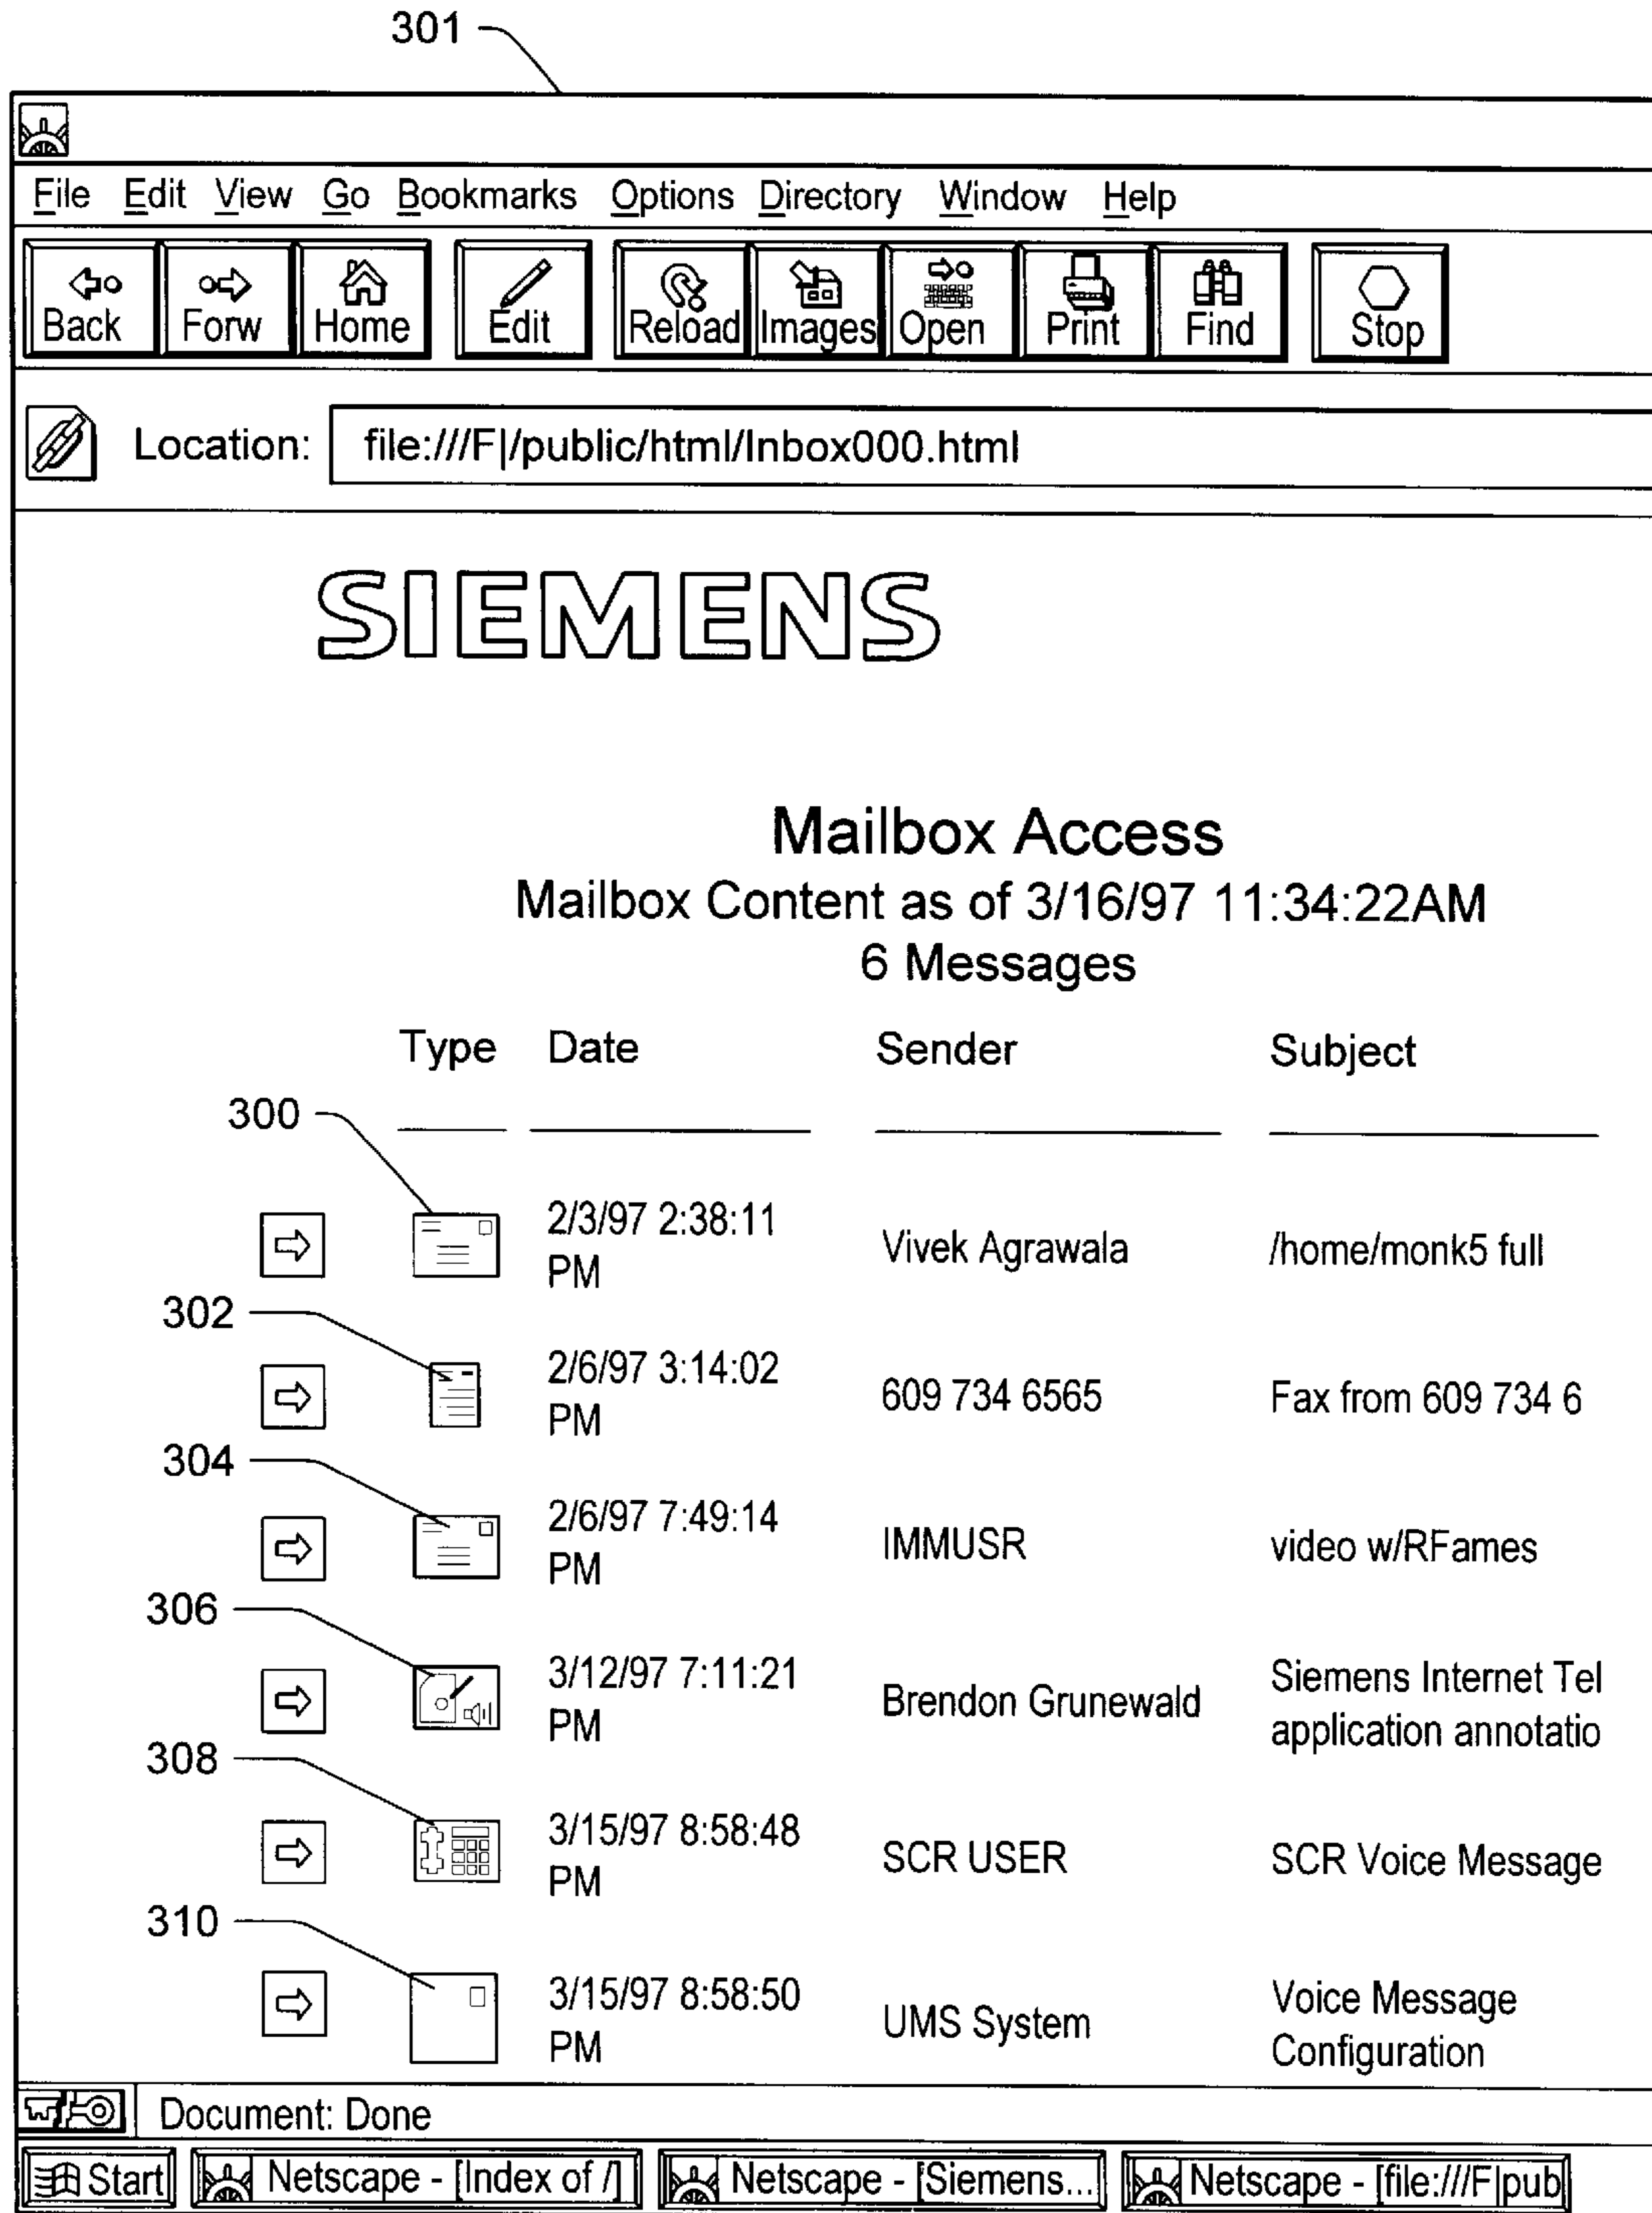 301
File Edit View Go Bookmarks Options Directory Window Help
Back Forw Home Edit Reload Images Open Print Find Stop
Location: file:///F|/public/html/Inbox000.html
SIEMENS
Mailbox Access
Mailbox Content as of 3/16/97 11:34:22AM
6 Messages
Type Date Sender Subject
300
2/3/97 2:38:11
PM
Vivek Agrawala
/home/monk5 full
302
2/6/97 3:14:02
PM
609 734 6565
Fax from 609 734 6
304
2/6/97 7:49:14
PM
IMMUSR
video w/RFames
306
3/12/97 7:11:21
PM
Brendon Grunewald
Siemens Internet Tel
application annotatio
308
3/15/97 8:58:48
PM
SCR USER
SCR Voice Message
310
3/15/97 8:58:50
PM
UMS System
Voice Message
Configuration
Document: Done
Start Netscape - [Index of /] Netscape - [Siemens... Netscape - [file:///F|pub